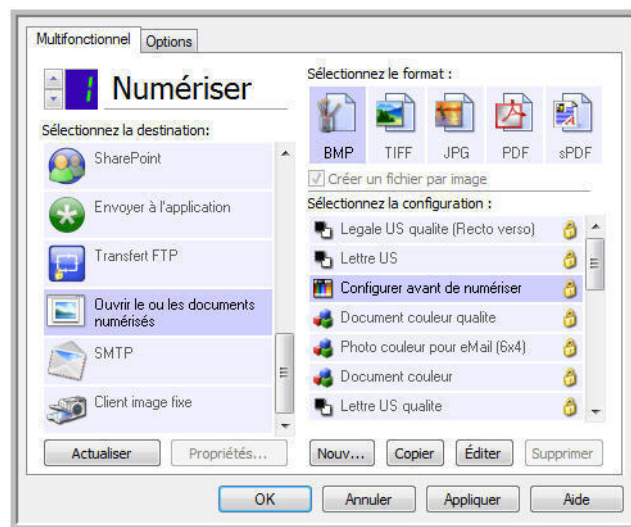 Multifonctionnel Options
1 Numériser
Sélectionnez la destination:
SharePoint
Envoyer à l'application
Transfert FTP
Ouvrir le ou les documents
numérisés
SMTP
Client image fixe
Actualiser Propriétés...
Sélectionnez le format :
BMP TIFF JPG PDF sPDF
Créer un fichier par image
Sélectionnez la configuration :
Legale US qualite (Recto verso)
Lettre US
Configurer avant de numériser
Document couleur qualite
Photo couleur pour eMail (6x4)
Document couleur
Lettre US qualite
Nouv... Copier Éditer Supprimer
OK Annuler Appliquer Aide